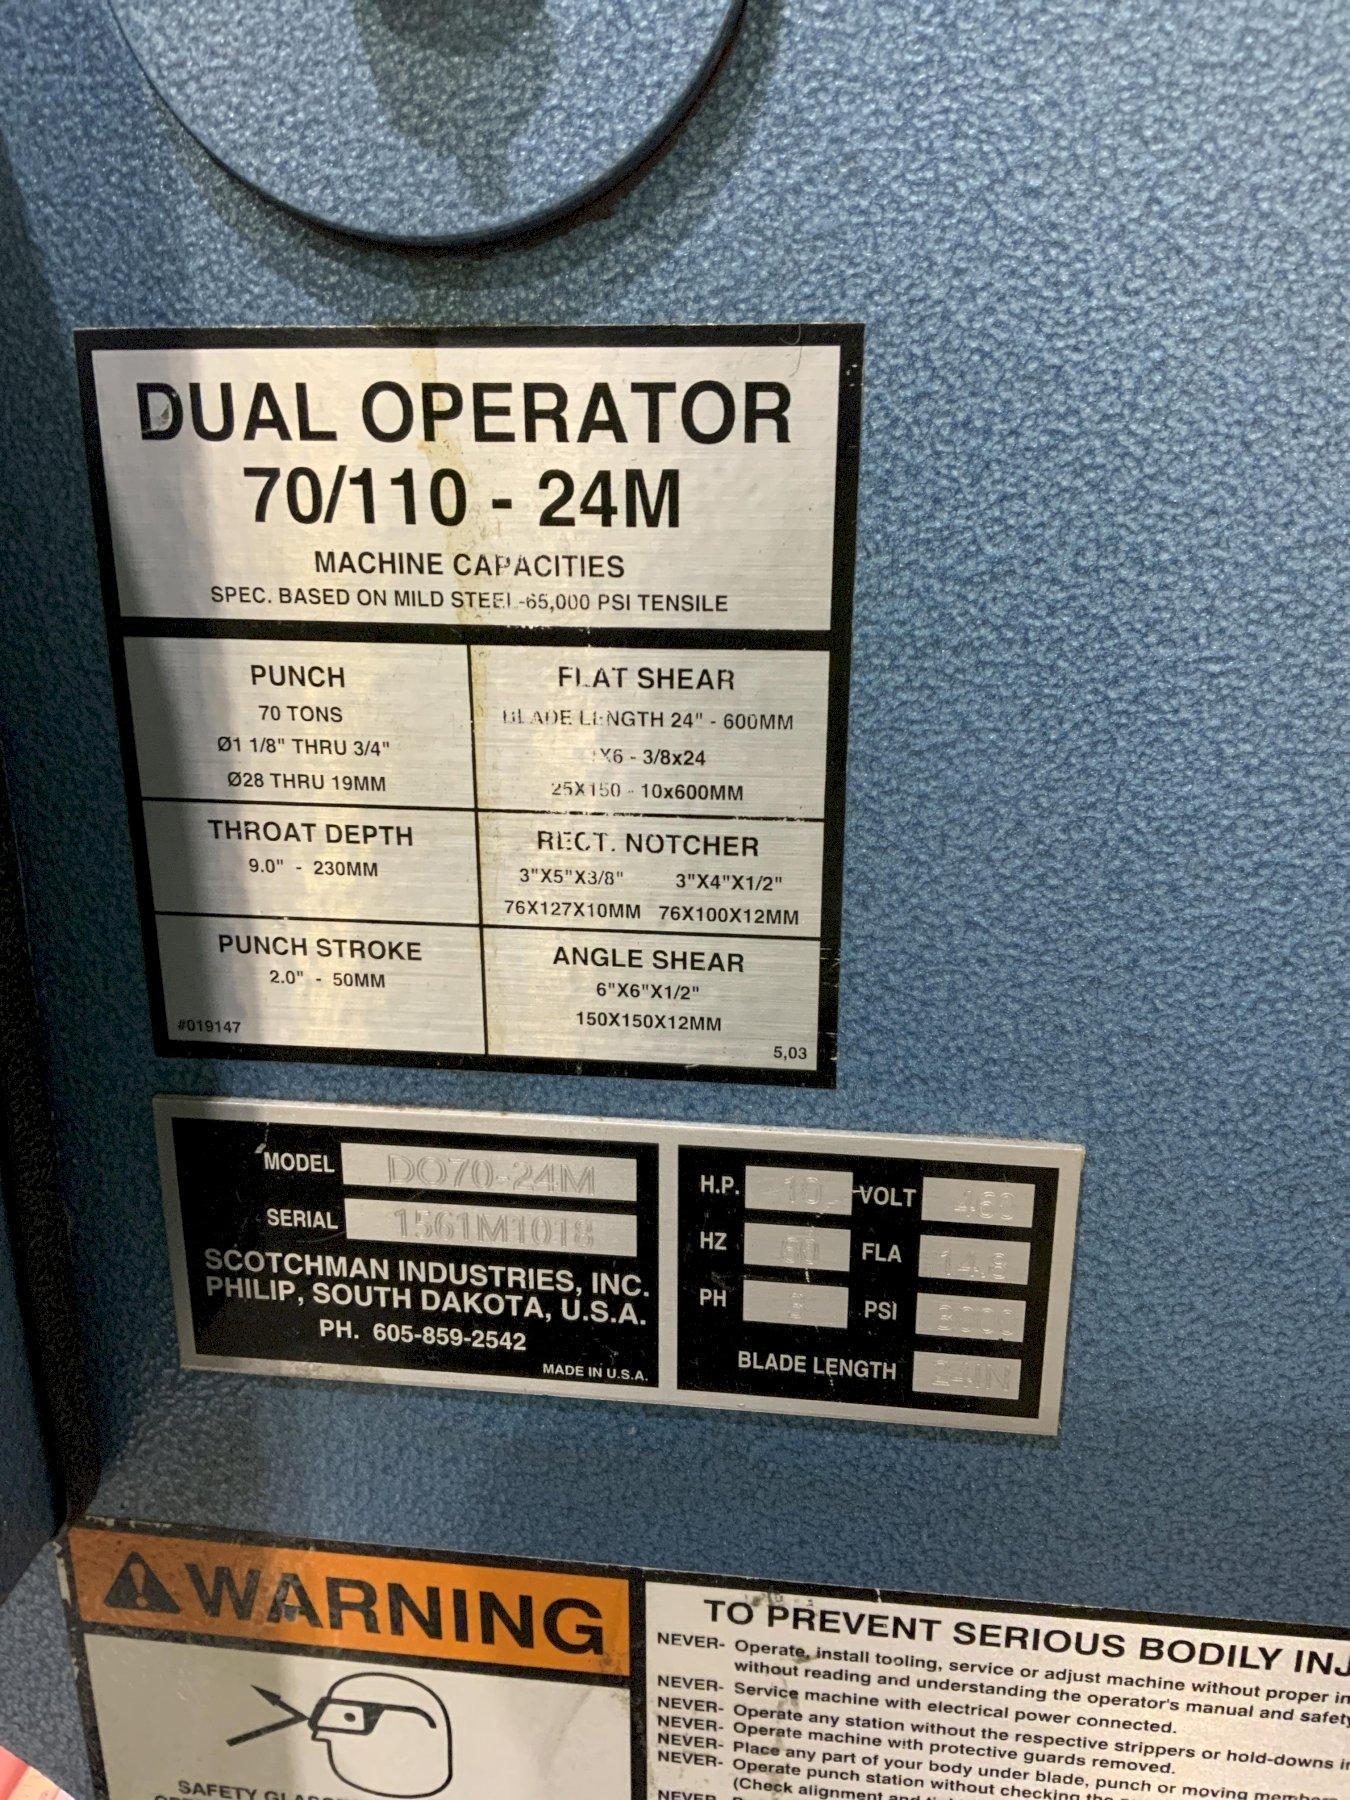 DUAL OPERATOR
70/110 - 24M
MACHINE CAPACITIES
SPEC. BASED ON MILD STEEL-65,000 PSI TENSILE
PUNCH
70 TONS
Ø1 1/8" THRU 3/4"
Ø28 THRU 19MM
THROAT DEPTH
9.0" - 230MM
PUNCH STROKE
2.0" - 50MM
#019147
FLAT SHEAR
BLADE LENGTH 24" - 600MM
X6 - 3/8x24
25X150 - 10x600MM
RECT. NOTCHER
3"X5"X3/8" 3"X4"X1/2"
76X127X10MM 76X100X12MM
ANGLE SHEAR
6"X6"X1/2"
150X150X12MM
5,03
MODEL DO70-24M
SERIAL 1561M1018
SCOTCHMAN INDUSTRIES, INC.
PHILIP, SOUTH DAKOTA, U.S.A.
PH. 605-859-2542
MADE IN U.S.A.
H.P. 10 VOLT 460
HZ FLA
PH PSI
BLADE LENGTH 24IN
WARNING
SAFETY
TO PREVENT SERIOUS BODILY INJ
NEVER- Operate, install tooling, service or adjust machine without proper in
without reading and understanding the operator's manual and safety
NEVER- Service machine with electrical power connected.
NEVER- Operate any station without the respective strippers or hold-downs in
NEVER- Operate machine with protective guards removed.
NEVER- Place any part of your body under blade, punch or moving
NEVER- Operate punch station without checking
(Check alignment
NEVER